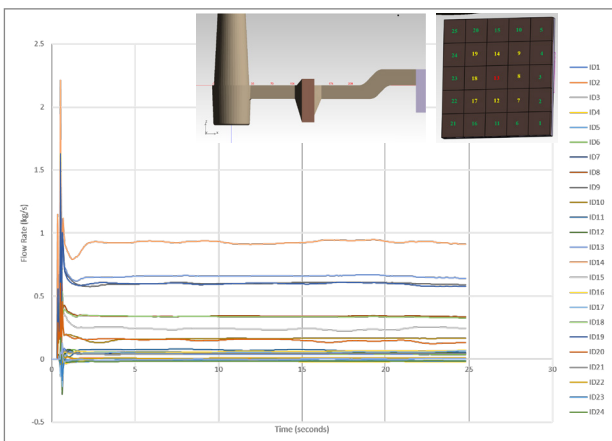 2.5
2
1.5
1
0.5
0
-0.5
Flow Rate (kg/s)
0 5 10 15 20 25 30
Time (seconds)
25 20 15 10 5
24 19 14 9 4
23 18 8 3
22 17 12 7 2
21 16 11 6 1
ID1
ID2
ID3
ID4
ID5
ID6
ID7
ID8
ID9
ID10
ID11
ID12
ID13
ID14
ID15
ID16
ID17
ID18
ID19
ID20
ID21
ID22
ID23
ID24